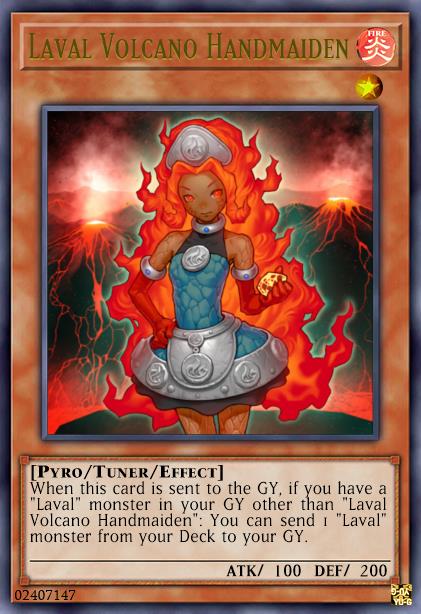 Laval Volcano Handmaiden
FIRE
炎
[Pyro/Tuner/Effect]
When this card is sent to the GY, if you have a
"Laval" monster in your GY other than "Laval
Volcano Handmaiden": You can send 1 "Laval"
monster from your Deck to your GY.
ATK/ 100 DEF/ 200
02407147